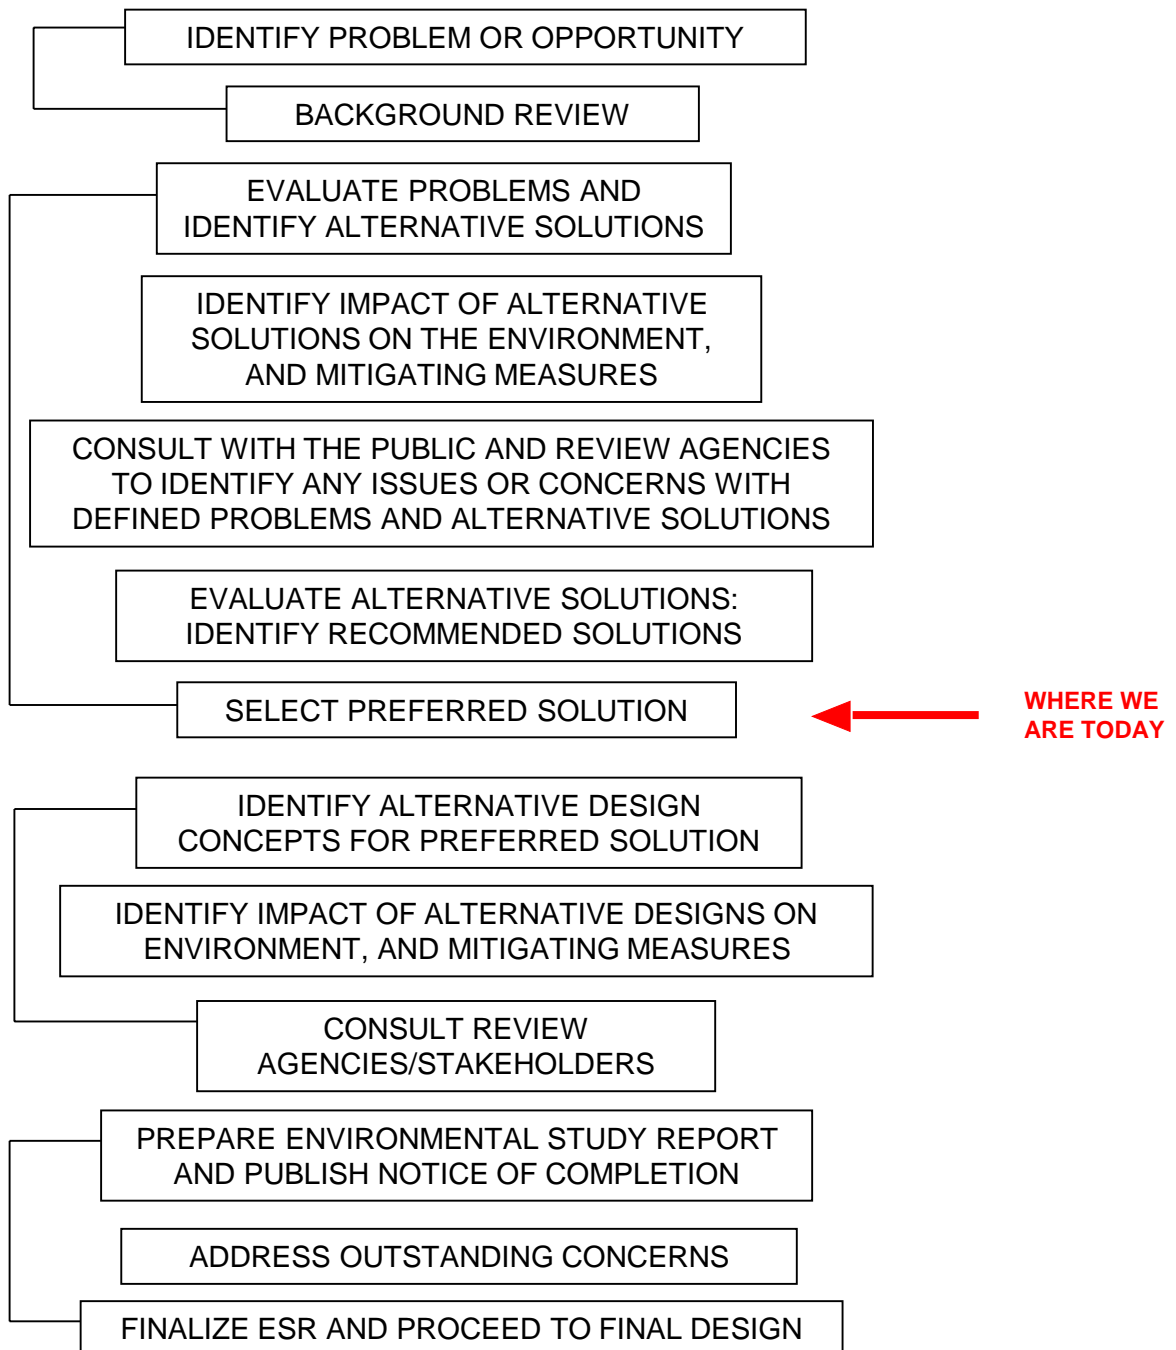 IDENTIFY PROBLEM OR OPPORTUNITY
BACKGROUND REVIEW
EVALUATE PROBLEMS AND
IDENTIFY ALTERNATIVE SOLUTIONS
IDENTIFY IMPACT OF ALTERNATIVE
SOLUTIONS ON THE ENVIRONMENT,
AND MITIGATING MEASURES
CONSULT WITH THE PUBLIC AND REVIEW AGENCIES
TO IDENTIFY ANY ISSUES OR CONCERNS WITH
DEFINED PROBLEMS AND ALTERNATIVE SOLUTIONS
EVALUATE ALTERNATIVE SOLUTIONS:
IDENTIFY RECOMMENDED SOLUTIONS
SELECT PREFERRED SOLUTION
WHERE WE
ARE TODAY
IDENTIFY ALTERNATIVE DESIGN
CONCEPTS FOR PREFERRED SOLUTION
IDENTIFY IMPACT OF ALTERNATIVE DESIGNS ON
ENVIRONMENT, AND MITIGATING MEASURES
CONSULT REVIEW
AGENCIES/STAKEHOLDERS
PREPARE ENVIRONMENTAL STUDY REPORT
AND PUBLISH NOTICE OF COMPLETION
ADDRESS OUTSTANDING CONCERNS
FINALIZE ESR AND PROCEED TO FINAL DESIGN